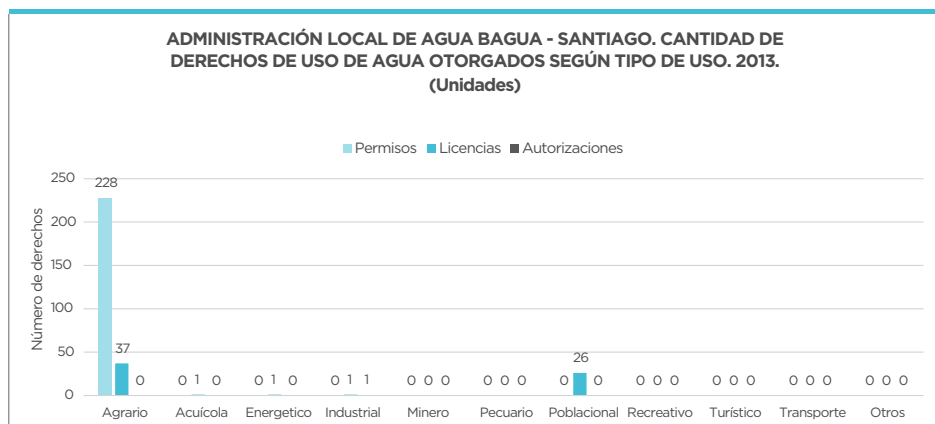 ADMINISTRACIÓN LOCAL DE AGUA BAGUA - SANTIAGO. CANTIDAD DE
DERECHOS DE USO DE AGUA OTORGADOS SEGÚN TIPO DE USO. 2013.
(Unidades)
Permisos Licencias Autorizaciones
Número de derechos
250
200
150
100
50
0
228
37
0
0 1 0
0 1 0
0 1 1
0 0 0
0 0 0
0 26 0
0 0 0
0 0 0
0 0 0
0 0 0
Agrario Acuícola Energetico Industrial Minero Pecuario Poblacional Recreativo Turístico Transporte Otros